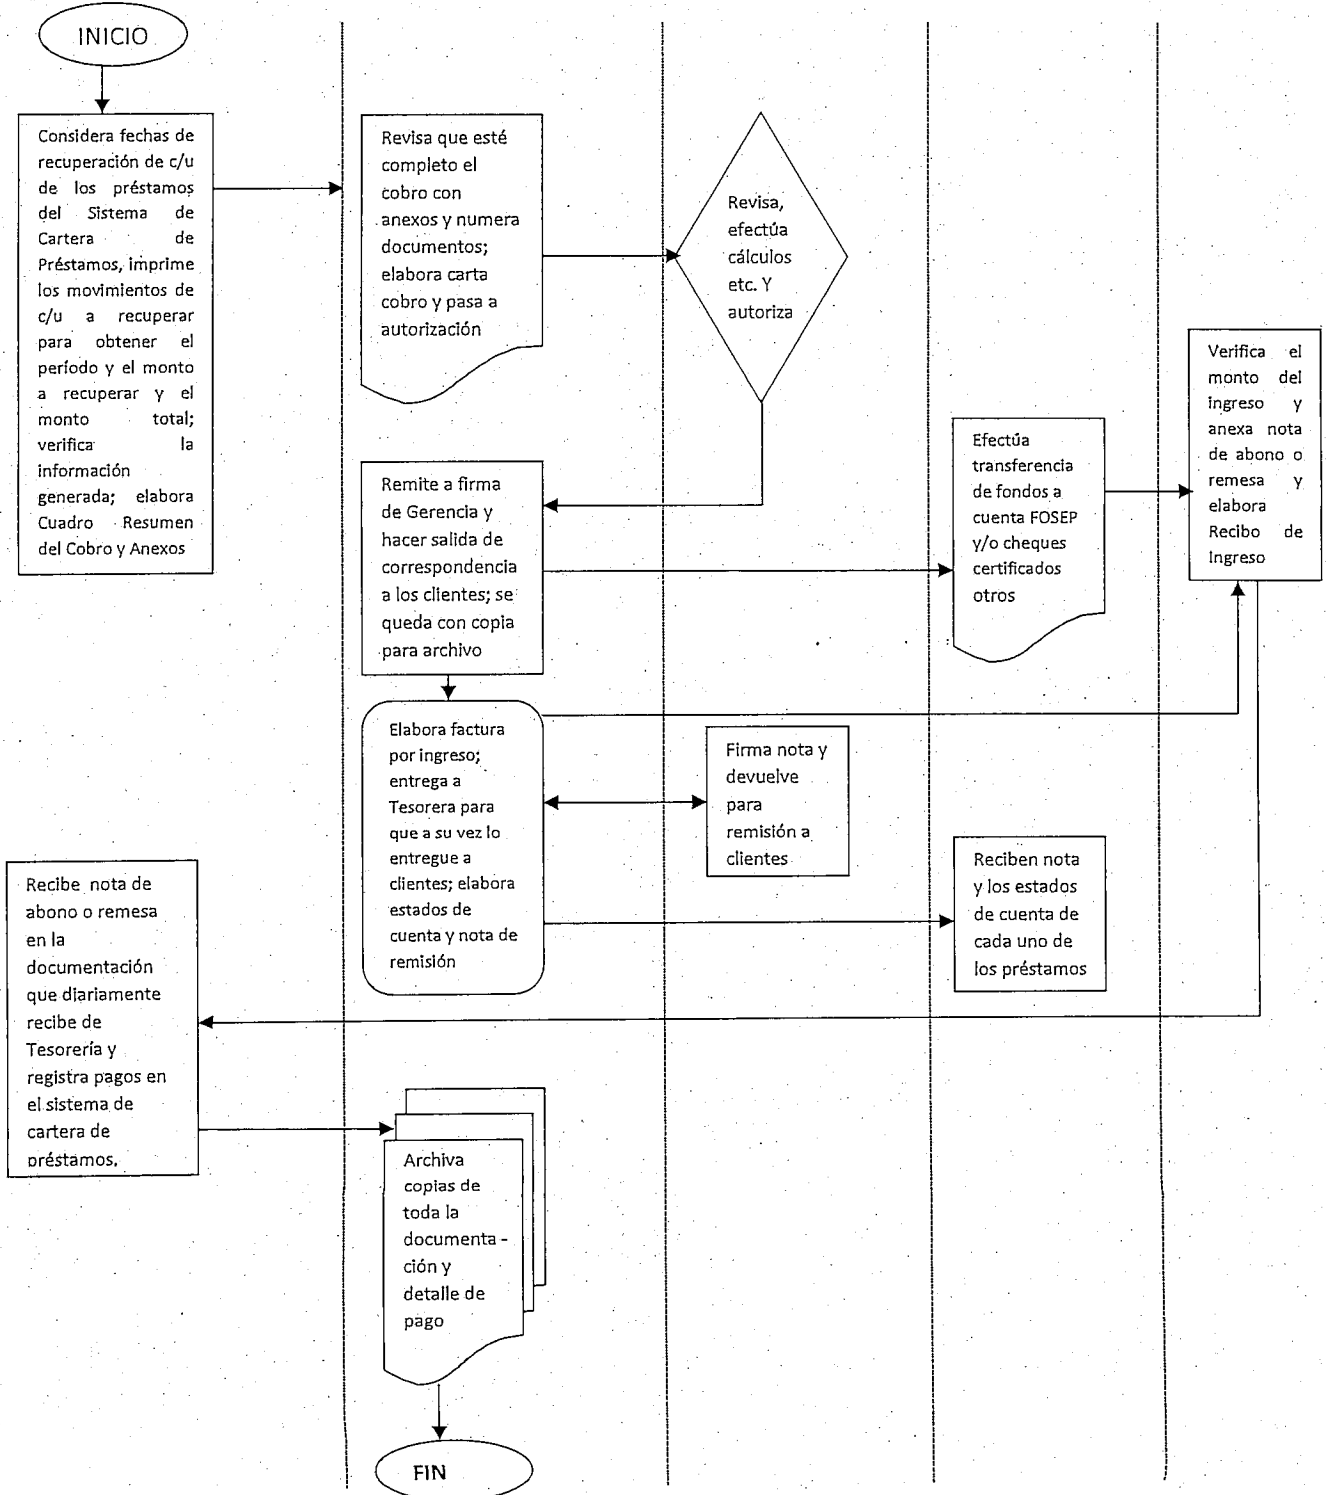 INICIO
Considera fechas de
recuperación de c/u
de los préstamos
del Sistema de
Cartera de
Préstamos, imprime
los movimientos de
c/u a recuperar
para obtener el
período y el monto
a recuperar y el
monto total;
verifica la
información
generada; elabora
Cuadro Resumen
del Cobro y Anexos
Revisa que esté
completo el
cobro con
anexos y numera
documentos;
elabora carta
cobro y pasa a
autorización
Revisa,
efectúa
cálculos
etc. Y
autoriza
Remite a firma
de Gerencia y
hacer salida de
correspondencia
a los clientes; se
queda con copia
para archivo
Efectúa
transferencia
de fondos a
cuenta FOSEP
y/o cheques
certificados
otros
Verifica el
monto del
ingreso y
anexa nota
de abono o
remesa y
elabora
Recibo de
Ingreso
Elabora factura
por ingreso;
entrega a
Tesorera para
que a su vez lo
entregue a
clientes; elabora
estados de
cuenta y nota de
remisión
Firma nota y
devuelve
para
remisión a
clientes
Reciben nota
y los estados
de cuenta de
cada uno de
los préstamos
Recibe nota de
abono o remesa
en la
documentación
que diariamente
recibe de
Tesorería y
registra pagos en
el sistema de
cartera de
préstamos,
Archiva
copias de
toda la
documenta -
ción y
detalle de
pago
FIN